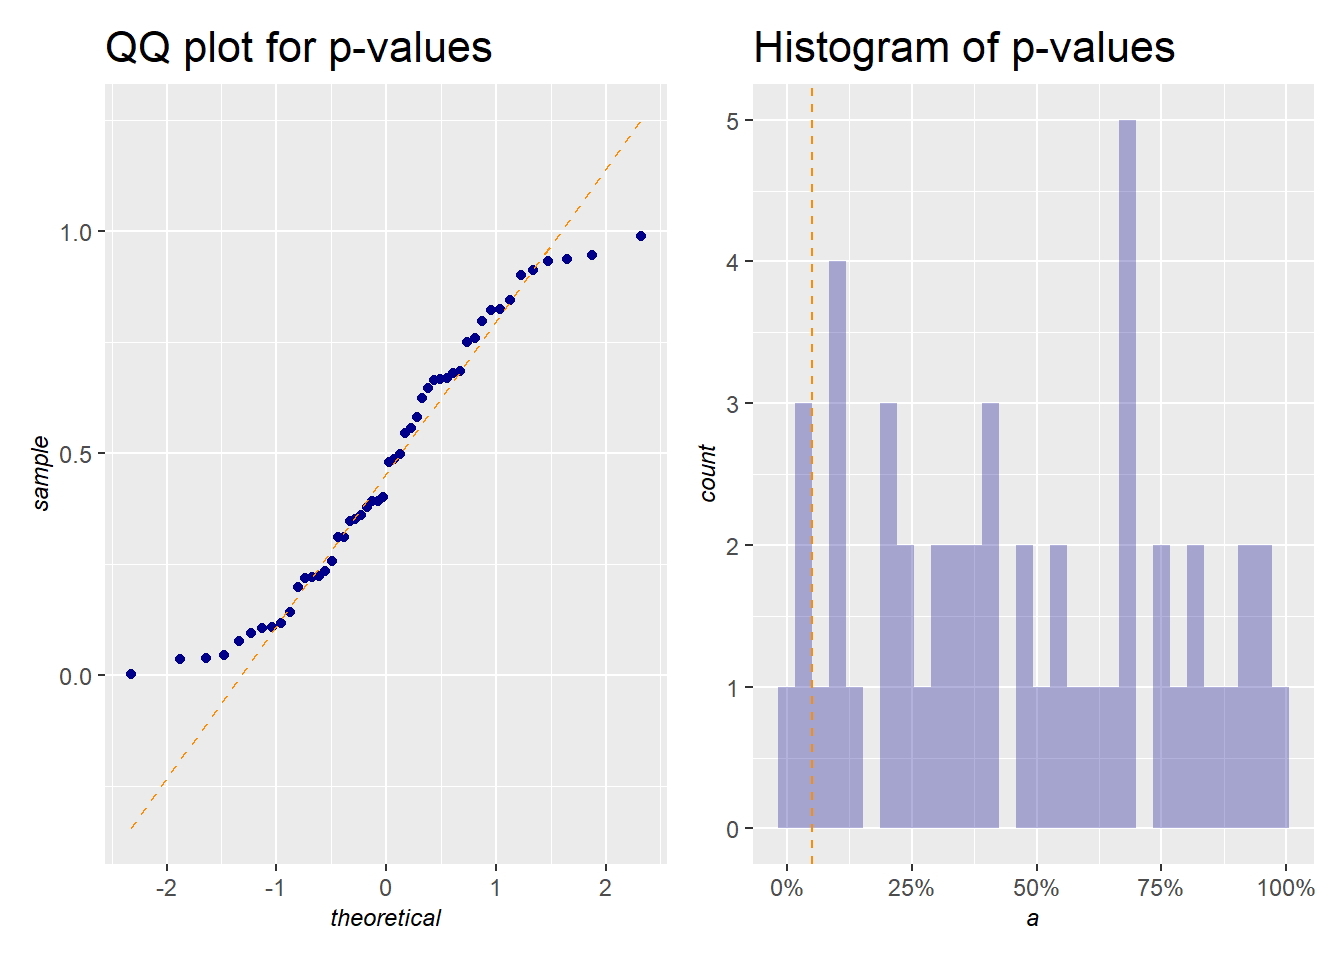 QQ plot for p-values
1.0
0.5
0.0
sample
-2 -1 0 1 2
theoretical
Histogram of p-values
5
4
3
2
1
0
count
0% 25% 50% 75% 100%
a